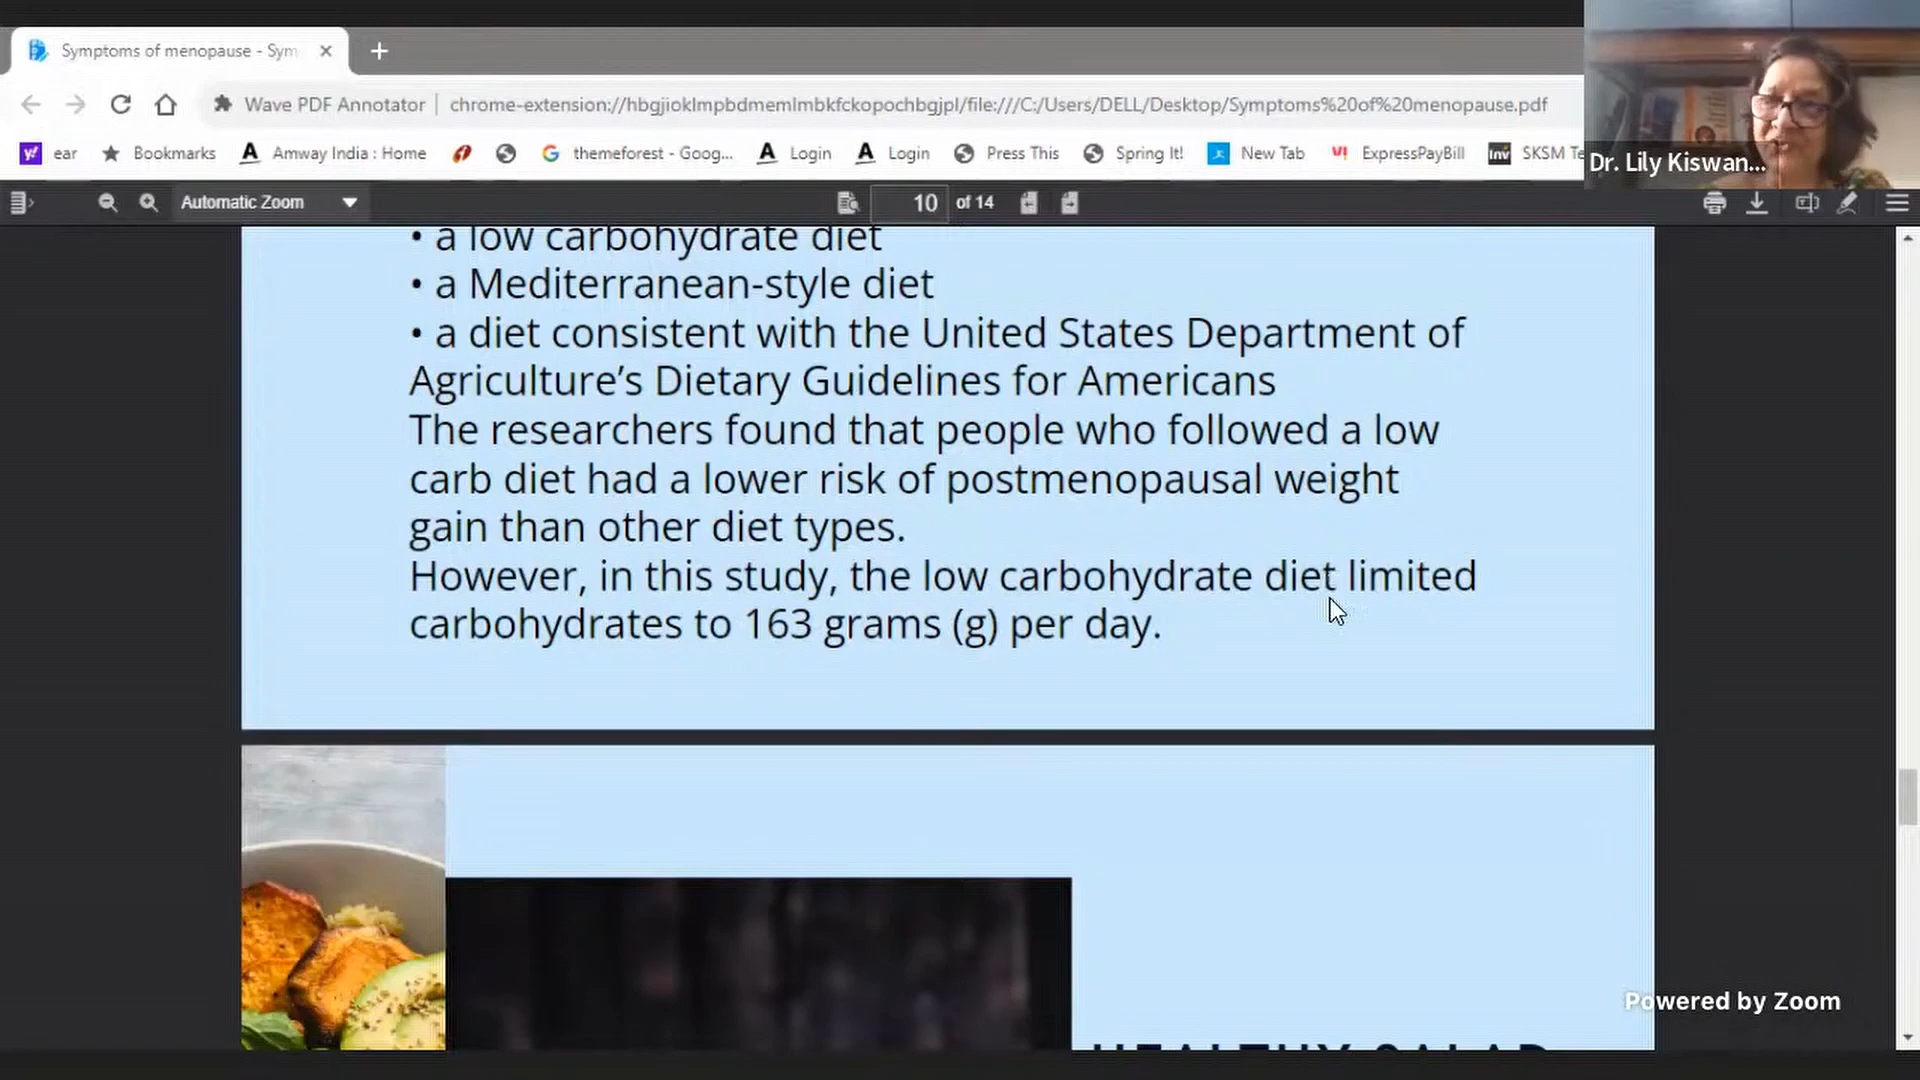 Symptoms of menopause - Sym
Wave PDF Annotator
chrome-extension://hbgjioklmpbdmemlmbkfckopochbgjpl/file:///C:/Users/DELL/Desktop/Symptoms%20of%20menopause.pdf
y! ear Bookmarks Amway India : Home themeforest - Goog... Login Login Press This Spring It! New Tab ExpressPayBill Inv SKSM Te
Dr. Lily Kiswan...
Automatic Zoom 10 of 14
• a low carbohydrate diet
• a Mediterranean-style diet
• a diet consistent with the United States Department of
Agriculture’s Dietary Guidelines for Americans
The researchers found that people who followed a low
carb diet had a lower risk of postmenopausal weight
gain than other diet types.
However, in this study, the low carbohydrate diet limited
carbohydrates to 163 grams (g) per day.
Powered by Zoom
HEALTHY SALAD